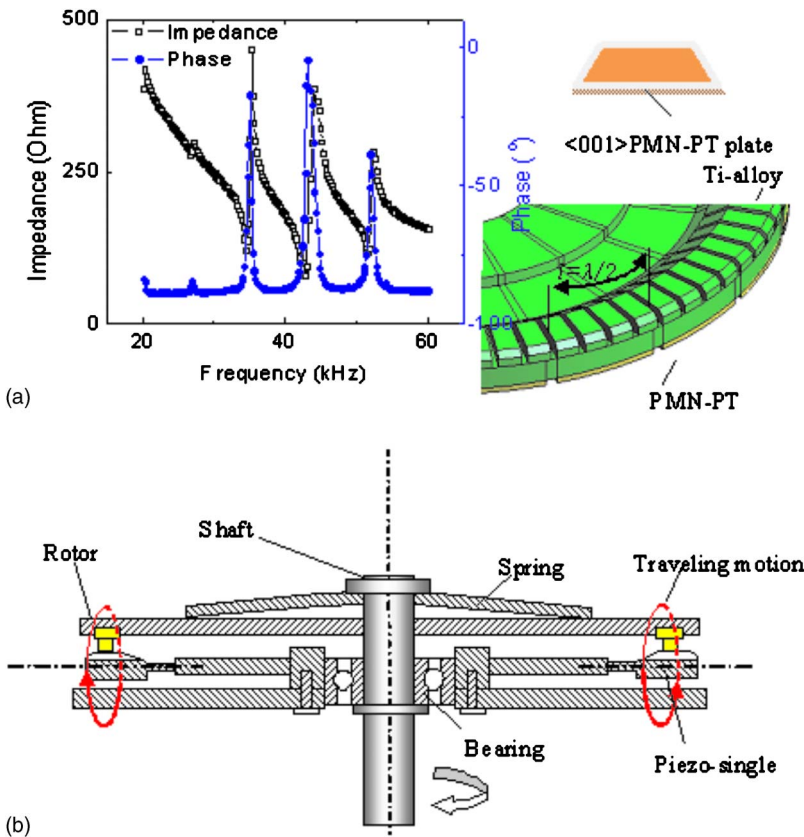 500
250
0
Impedance
Phase
0
-50
-100
Impedance (Ohm)
Phase (°)
20
40
60
Frequency (kHz)
<001>PMN-PT plate
Ti-alloy
l=λ/2
PMN-PT
(a)
Shaft
Rotor
Spring
Traveling motion
Bearing
Piezo-single
(b)